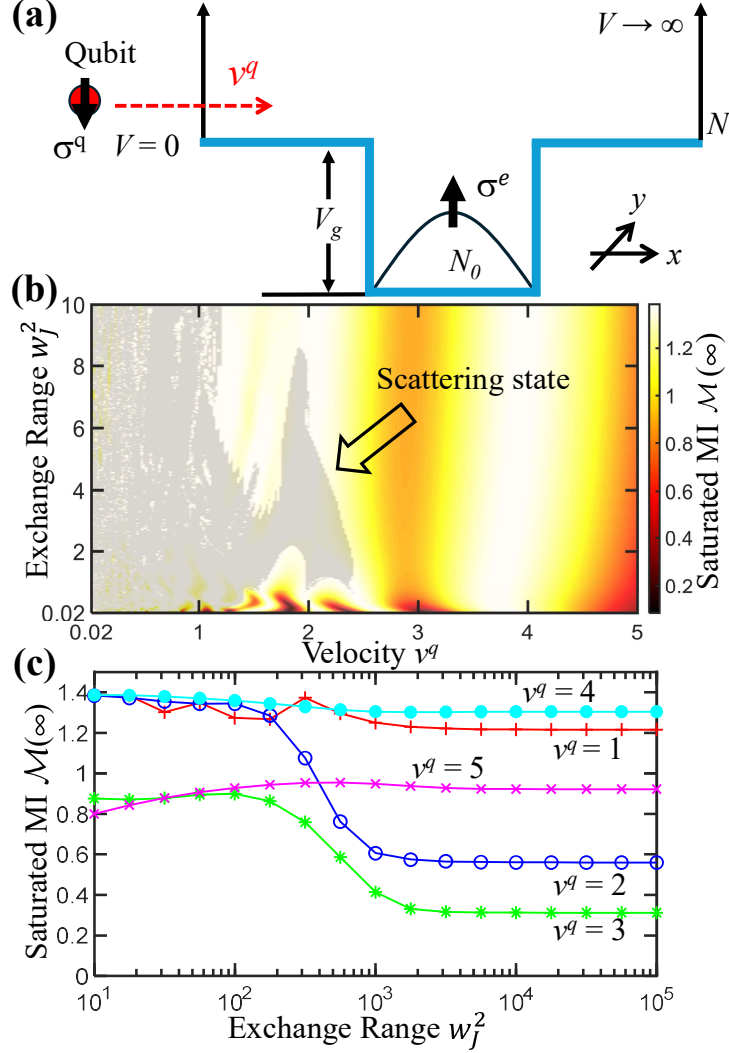 (a)
V → ∞
Qubit
v^q
σ^q V = 0
N
V_g
σ^e
N_0
y
x
(b)
Exchange Range w_J^2
10
8
6
4
2
0.02
Scattering state
0.02 1 2 3 4 5
Velocity v^q
1.2
1
0.8
0.6
0.4
0.2
Saturated MI ℳ(∞)
(c)
Saturated MI ℳ(∞)
1.4
1.2
1
0.8
0.6
0.4
0.2
0
v^q = 4
v^q = 1
v^q = 5
v^q = 2
v^q = 3
10^1 10^2 10^3 10^4 10^5
Exchange Range w_J^2